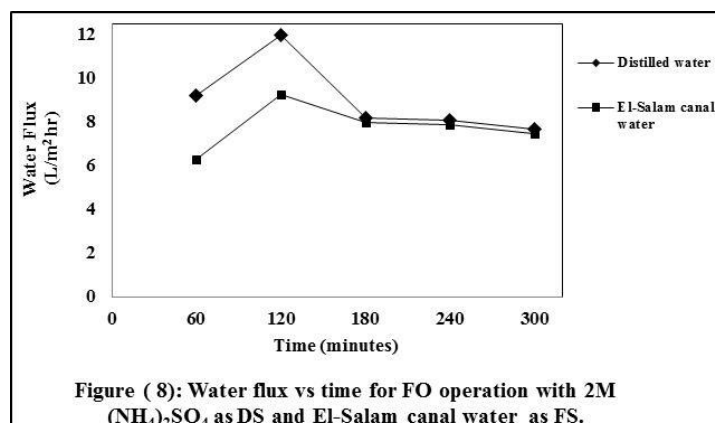 12
10
8
6
4
2
0
Water Flux
(L/m²hr)
0 60 120 180 240 300
Time (minutes)
Distilled water
El-Salam canal
water
Figure ( 8): Water flux vs time for FO operation with 2M
(NH₄)₂SO₄ as DS and El-Salam canal water as FS.